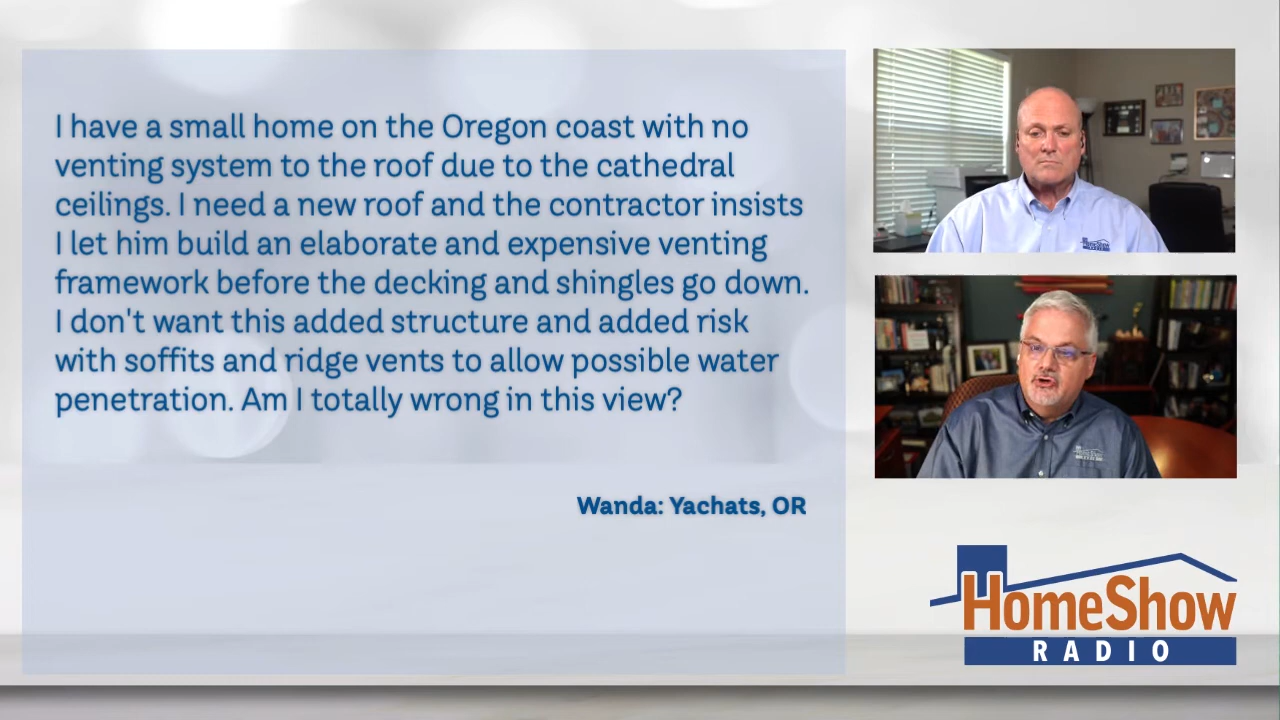 I have a small home on the Oregon coast with no
venting system to the roof due to the cathedral
ceilings. I need a new roof and the contractor insists
I let him build an elaborate and expensive venting
framework before the decking and shingles go down.
I don't want this added structure and added risk
with soffits and ridge vents to allow possible water
penetration. Am I totally wrong in this view?
Wanda: Yachats, OR
HomeShow
HomeShow
HomeShow
RADIO